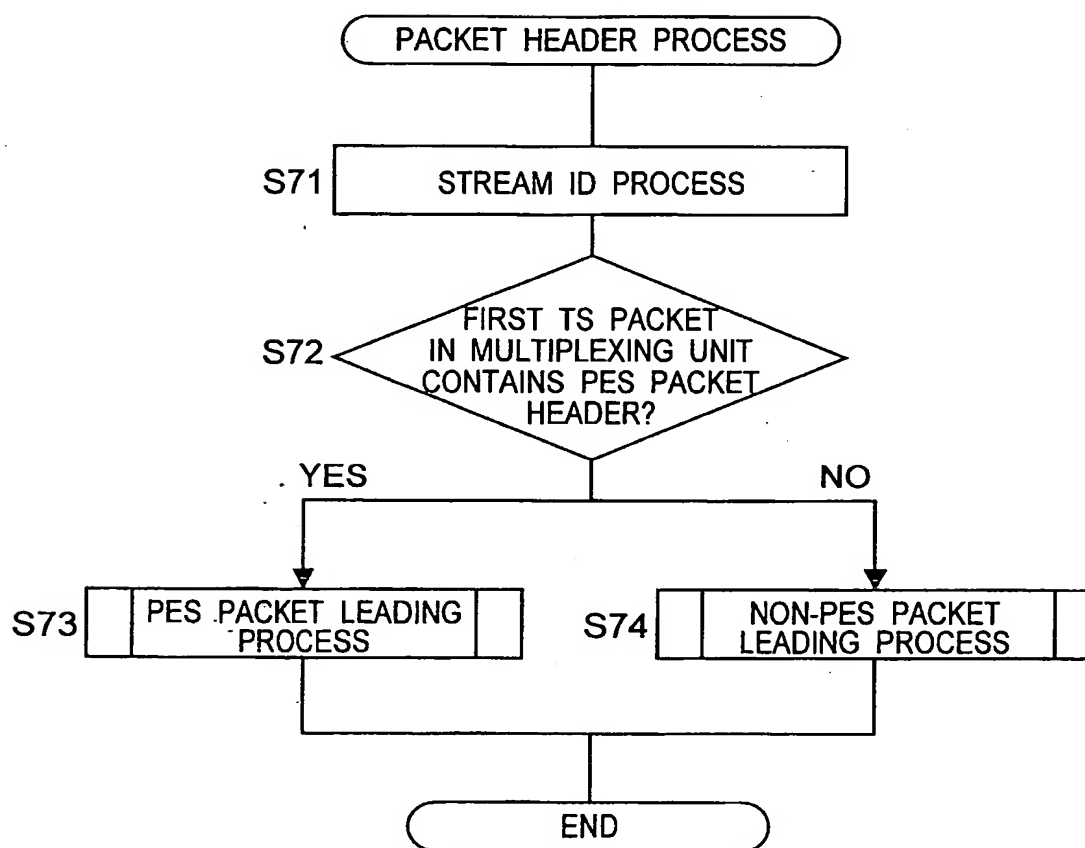 PACKET HEADER PROCESS
S71
STREAM ID PROCESS
S72
FIRST TS PACKET
IN MULTIPLEXING UNIT
CONTAINS PES PACKET
HEADER?
YES
NO
S73
PES PACKET LEADING
PROCESS
S74
NON-PES PACKET
LEADING PROCESS
END